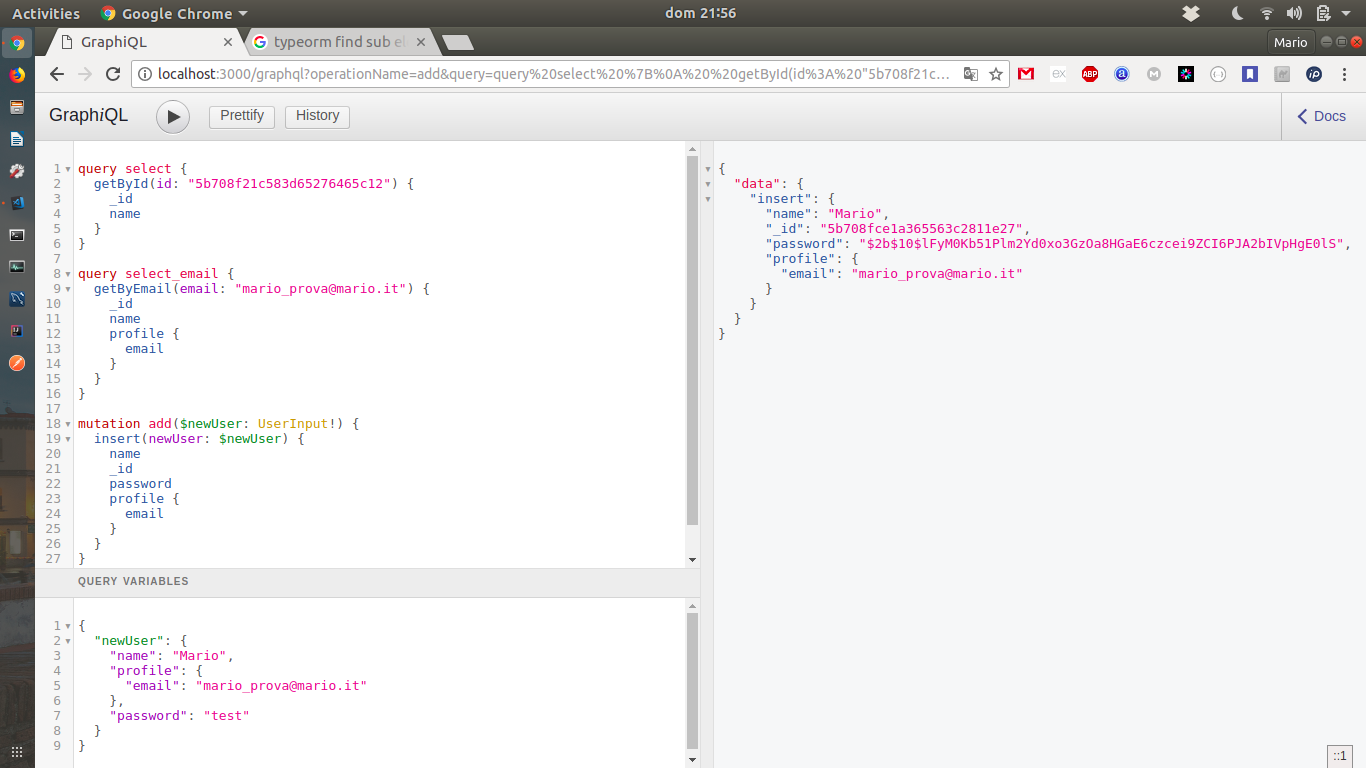 Activities Google Chrome dom 21:56
GraphiQL typeorm find sub el Mario
localhost:3000/graphql?operationName=add&query=query%20select%20%7B%0A%20%20getById(id%3A%20"5b708f21c...
GraphiQL Prettify History Docs
1 query select {
2 getById(id: "5b708f21c583d65276465c12") {
3 _id
4 name
5 }
6 }
7
8 query select_email {
9 getByEmail(email: "mario_prova@mario.it") {
10 _id
11 name
12 profile {
13 email
14 }
15 }
16 }
17
18 mutation add($newUser: UserInput!) {
19 insert(newUser: $newUser) {
20 name
21 _id
22 password
23 profile {
24 email
25 }
26 }
27 }
QUERY VARIABLES
1 {
2 "newUser": {
3 "name": "Mario",
4 "profile": {
5 "email": "mario_prova@mario.it"
6 },
7 "password": "test"
8 }
9 }
{
"data": {
"insert": {
"name": "Mario",
"_id": "5b708fce1a365563c2811e27",
"password": "$2b$10$lFyM0Kb51Plm2Yd0xo3GzOa8HGaE6czcei9ZCI6PJA2bIVpHgE0lS",
"profile": {
"email": "mario_prova@mario.it"
}
}
}
}
::1